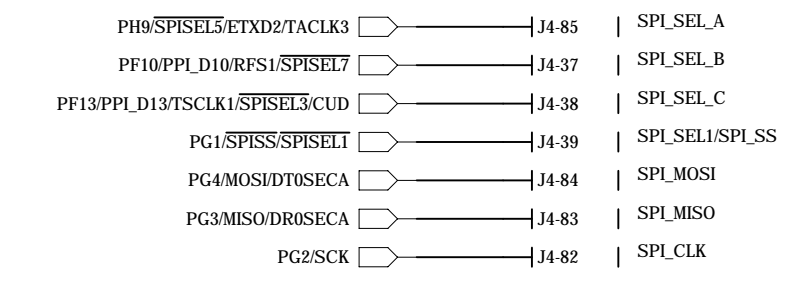 PH9/SPISEL5/ETXD2/TACLK3 J4-85 | SPI_SEL_A
PF10/PPI_D10/RFS1/SPISEL7 J4-37 | SPI_SEL_B
PF13/PPI_D13/TSCLK1/SPISEL3/CUD J4-38 | SPI_SEL_C
PG1/SPISS/SPISEL1 J4-39 | SPI_SEL1/SPI_SS
PG4/MOSI/DT0SECA J4-84 | SPI_MOSI
PG3/MISO/DR0SECA J4-83 | SPI_MISO
PG2/SCK J4-82 | SPI_CLK